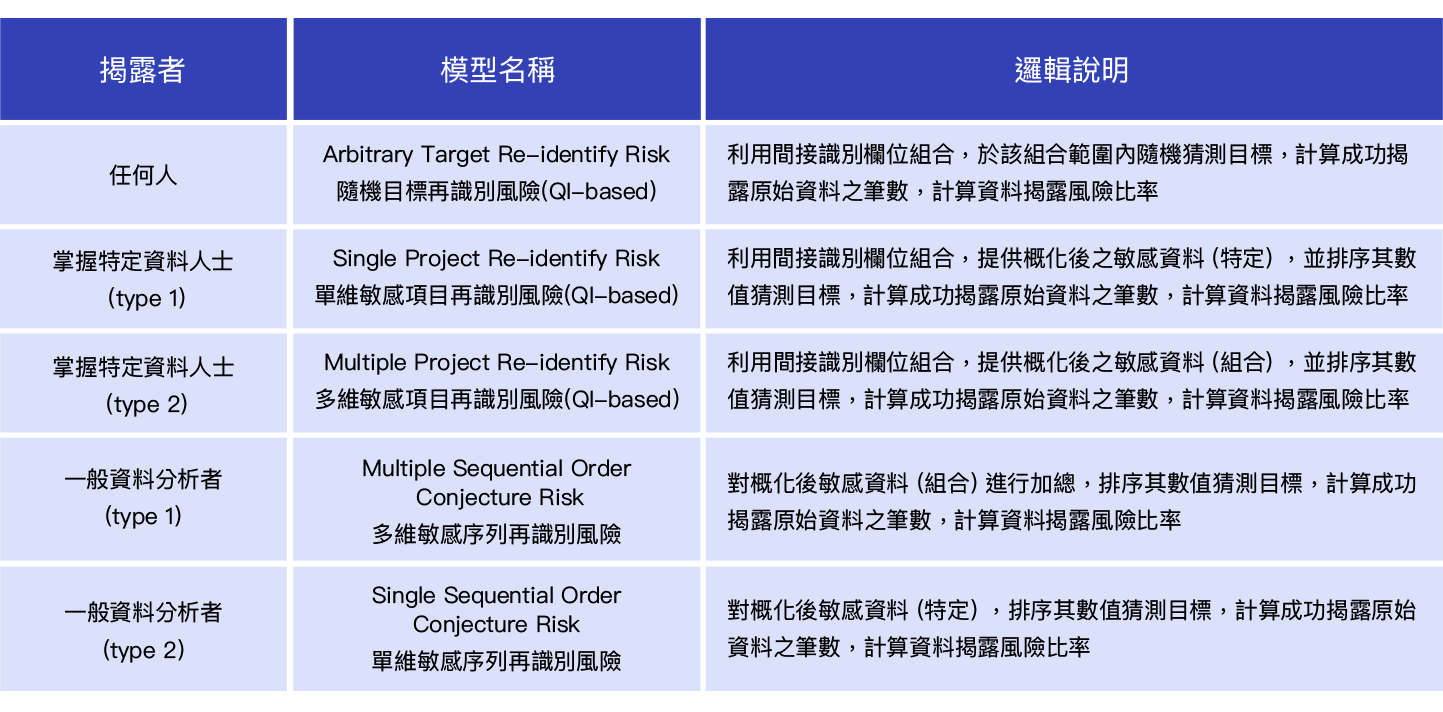 揭露者
模型名稱
邏輯說明
任何人
Arbitrary Target Re-identify Risk
隨機目標再識別風險(QI-based)
利用間接識別欄位組合，於該組合範圍內隨機猜測目標，計算成功揭
露原始資料之筆數，計算資料揭露風險比率
掌握特定資料人士
(type 1)
Single Project Re-identify Risk
單維敏感項目再識別風險(QI-based)
利用間接識別欄位組合，提供概化後之敏感資料 (特定) ，並排序其數
值猜測目標，計算成功揭露原始資料之筆數，計算資料揭露風險比率
掌握特定資料人士
(type 2)
Multiple Project Re-identify Risk
多維敏感項目再識別風險(QI-based)
利用間接識別欄位組合，提供概化後之敏感資料 (組合) ，並排序其數
值猜測目標，計算成功揭露原始資料之筆數，計算資料揭露風險比率
一般資料分析者
(type 1)
Multiple Sequential Order
Conjecture Risk
多維敏感序列再識別風險
對概化後敏感資料 (組合) 進行加總，排序其數值猜測目標，計算成功
揭露原始資料之筆數，計算資料揭露風險比率
一般資料分析者
(type 2)
Single Sequential Order
Conjecture Risk
單維敏感序列再識別風險
對概化後敏感資料 (特定) ，排序其數值猜測目標，計算成功揭露原始
資料之筆數，計算資料揭露風險比率